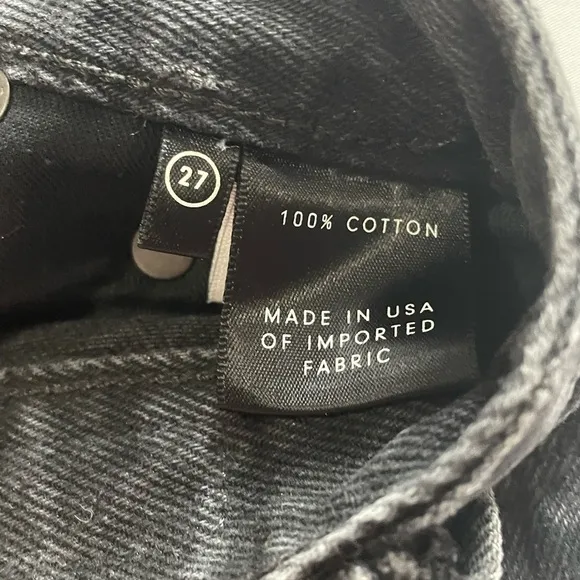 27
100% COTTON
MADE IN USA
OF IMPORTED
FABRIC